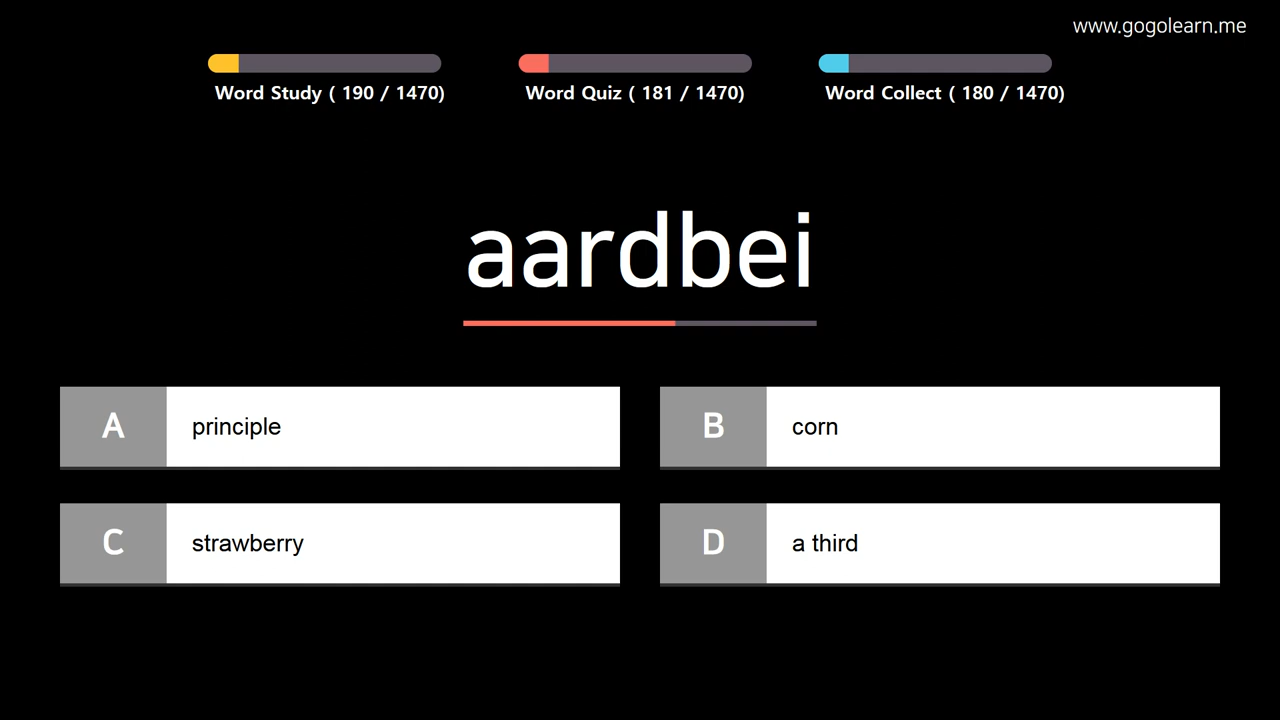 www.gogolearn.me
Word Study ( 190 / 1470)
Word Quiz ( 181 / 1470)
Word Collect ( 180 / 1470)
aardbei
A
principle
B
corn
C
strawberry
D
a third